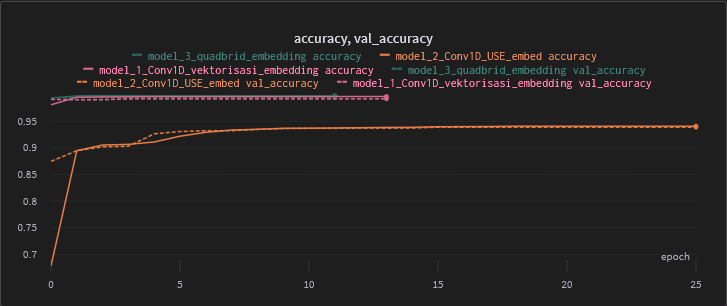 accuracy, val_accuracy
model_3_quadbrid_embedding accuracy model_2_Conv1D_USE_embed accuracy
model_1_Conv1D_vektorisasi_embedding accuracy model_3_quadbrid_embedding val_accuracy
model_2_Conv1D_USE_embed val_accuracy model_1_Conv1D_vektorisasi_embedding val_accuracy
0.95
0.9
0.85
0.8
0.75
0.7
epoch
0 5 10 15 20 25